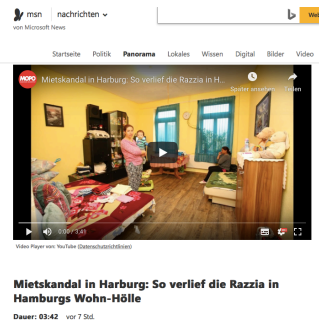 msn nachrichten
Web
von Microsoft News
Startseite Politik Panorama Lokales Wissen Digital Bilder Video
MOPO Mietskandal in Harburg: So verlief die Razzia in H...
Später ansehen Teilen
0:00 / 3:41
Video Player von: YouTube (Datenschutzrichtlinien)
Mietskandal in Harburg: So verlief die Razzia in
Hamburgs Wohn-Hölle
Dauer: 03:42 vor 7 Std.